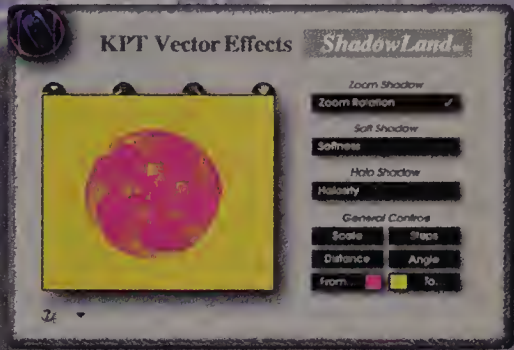 KPT Vector Effects
ShadowLand
Zoom Shadow
Zoom Rotation
Soft Shadow
Softness
Halo Shadow
Halosity
General Controls
Scale
Steps
Distance
Angle
From...
To...